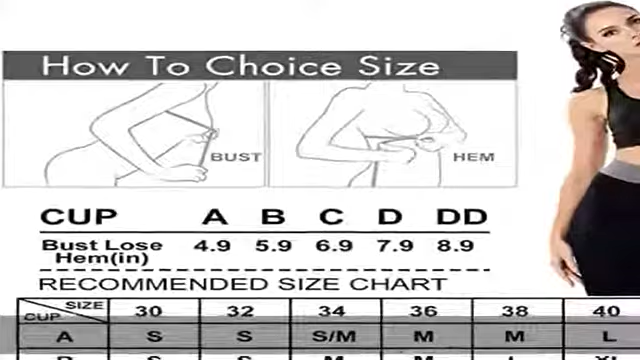 How To Choice Size
BUST
HEM
CUP A B C D DD
Bust Lose Hem(in) 4.9 5.9 6.9 7.9 8.9
RECOMMENDED SIZE CHART
SIZE
CUP 30 32 34 36 38 40
A S S S/M M M L